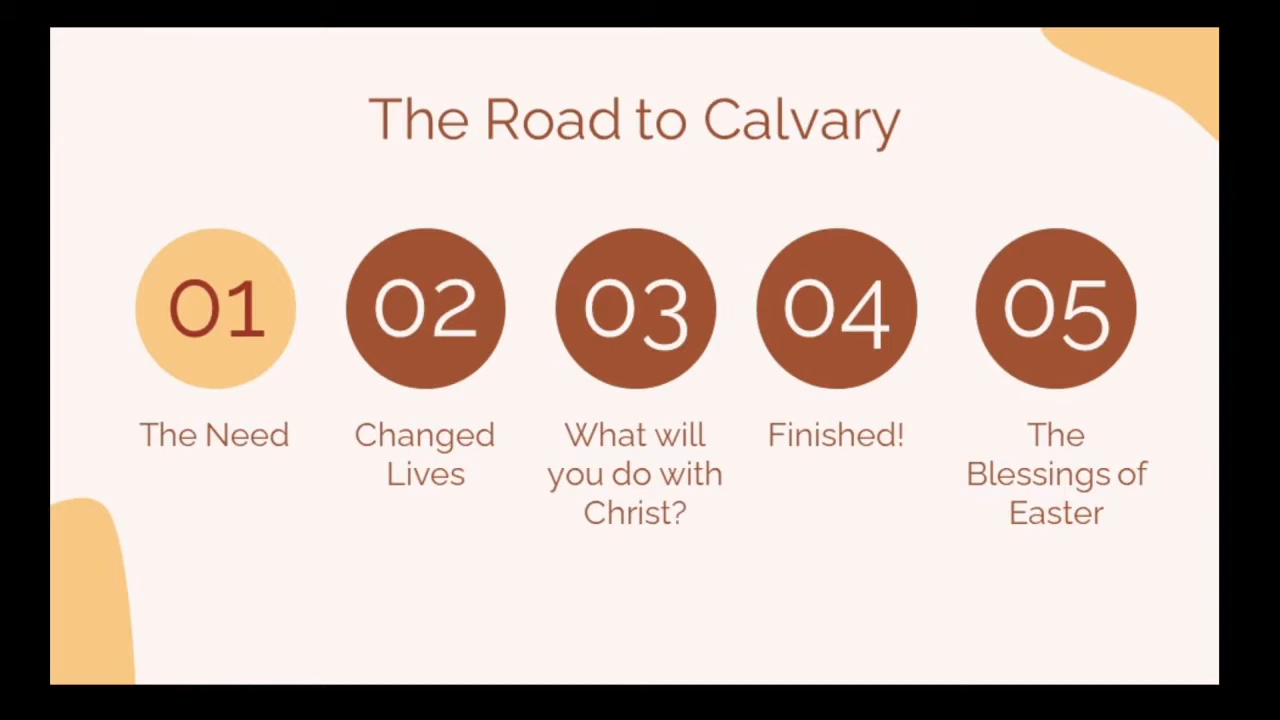 The Road to Calvary
01
02
03
04
05
The Need
Changed
Lives
What will
you do with
Christ?
Finished!
The
Blessings of
Easter